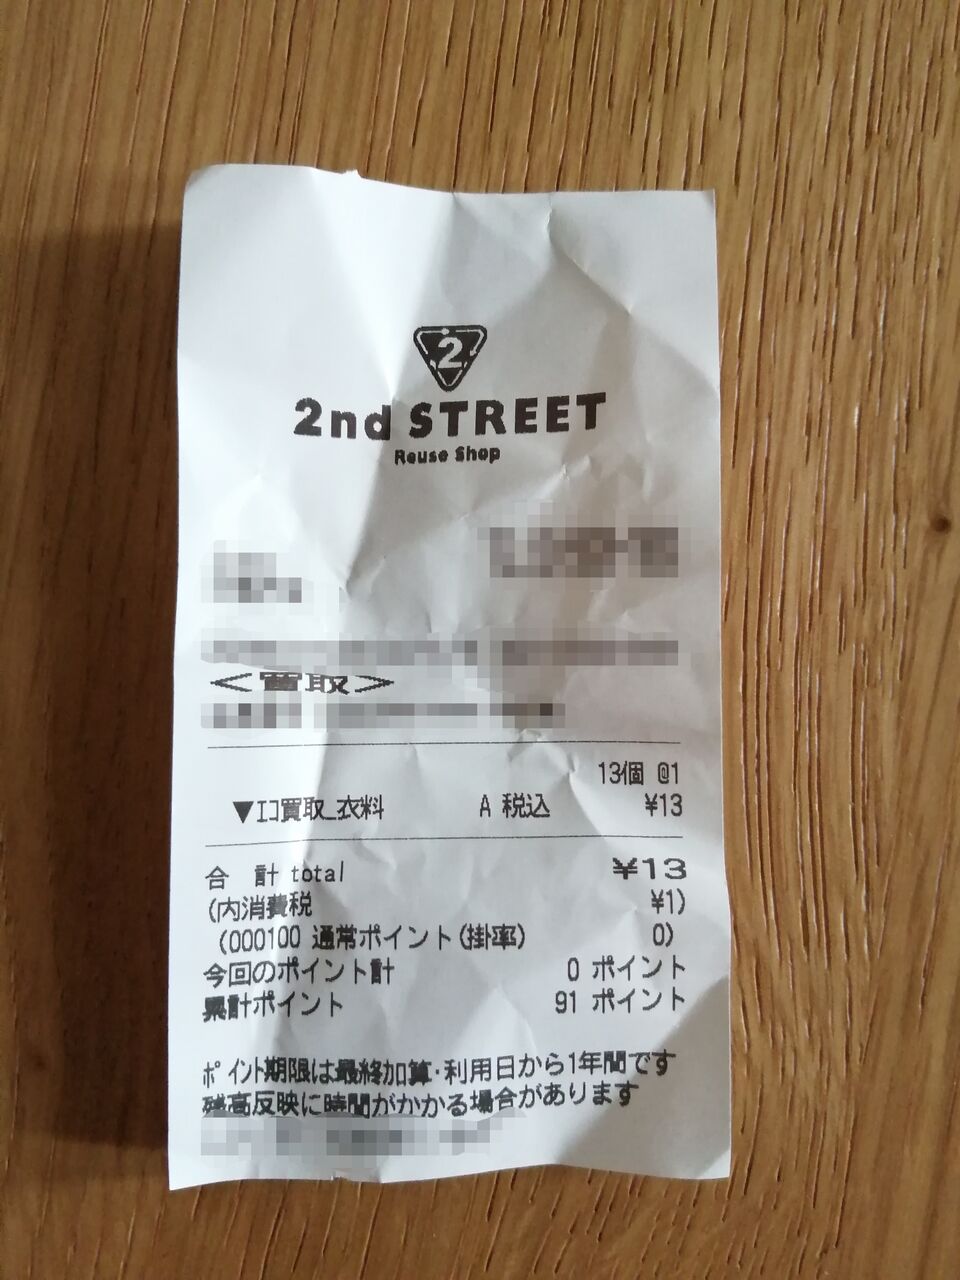 2
2nd STREET
Reuse Shop
＜買取＞
13個 @1
▼エコ買取_衣料 A 税込 ¥13
合 計 total ¥13
(内消費税 ¥1)
(000100 通常ポイント(掛率) 0)
今回のポイント計 0 ポイント
累計ポイント 91 ポイント
ポイント期限は最終加算・利用日から1年間です
残高反映に時間がかかる場合があります